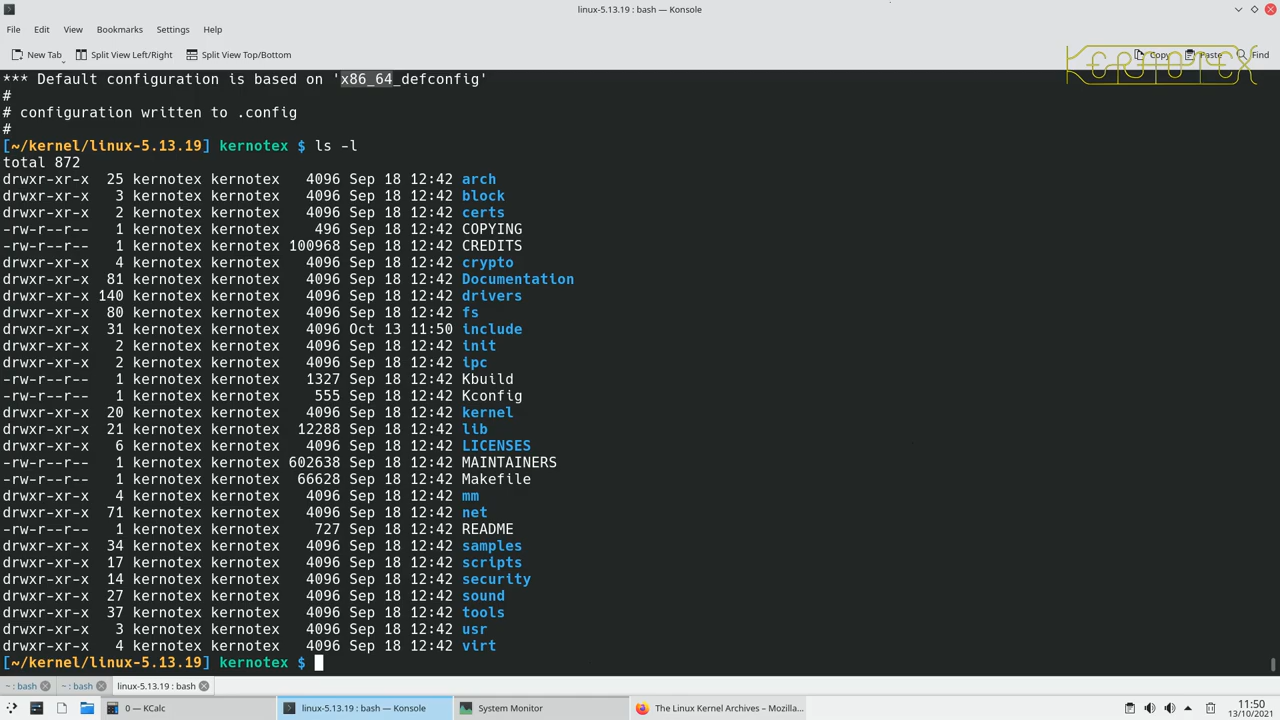 linux-5.13.19 : bash — Konsole
File Edit View Bookmarks Settings Help
New Tab Split View Left/Right Split View Top/Bottom Copy Paste Find
KERNOTEX
*** Default configuration is based on 'x86_64_defconfig'
#
# configuration written to .config
#
[~/kernel/linux-5.13.19] kernotex $ ls -l
total 872
drwxr-xr-x 25 kernotex kernotex 4096 Sep 18 12:42 arch
drwxr-xr-x 3 kernotex kernotex 4096 Sep 18 12:42 block
drwxr-xr-x 2 kernotex kernotex 4096 Sep 18 12:42 certs
-rw-r--r-- 1 kernotex kernotex 496 Sep 18 12:42 COPYING
-rw-r--r-- 1 kernotex kernotex 100968 Sep 18 12:42 CREDITS
drwxr-xr-x 4 kernotex kernotex 4096 Sep 18 12:42 crypto
drwxr-xr-x 81 kernotex kernotex 4096 Sep 18 12:42 Documentation
drwxr-xr-x 140 kernotex kernotex 4096 Sep 18 12:42 drivers
drwxr-xr-x 80 kernotex kernotex 4096 Sep 18 12:42 fs
drwxr-xr-x 31 kernotex kernotex 4096 Oct 13 11:50 include
drwxr-xr-x 2 kernotex kernotex 4096 Sep 18 12:42 init
drwxr-xr-x 2 kernotex kernotex 4096 Sep 18 12:42 ipc
-rw-r--r-- 1 kernotex kernotex 1327 Sep 18 12:42 Kbuild
-rw-r--r-- 1 kernotex kernotex 555 Sep 18 12:42 Kconfig
drwxr-xr-x 20 kernotex kernotex 4096 Sep 18 12:42 kernel
drwxr-xr-x 21 kernotex kernotex 12288 Sep 18 12:42 lib
drwxr-xr-x 6 kernotex kernotex 4096 Sep 18 12:42 LICENSES
-rw-r--r-- 1 kernotex kernotex 602638 Sep 18 12:42 MAINTAINERS
-rw-r--r-- 1 kernotex kernotex 66628 Sep 18 12:42 Makefile
drwxr-xr-x 4 kernotex kernotex 4096 Sep 18 12:42 mm
drwxr-xr-x 71 kernotex kernotex 4096 Sep 18 12:42 net
-rw-r--r-- 1 kernotex kernotex 727 Sep 18 12:42 README
drwxr-xr-x 34 kernotex kernotex 4096 Sep 18 12:42 samples
drwxr-xr-x 17 kernotex kernotex 4096 Sep 18 12:42 scripts
drwxr-xr-x 14 kernotex kernotex 4096 Sep 18 12:42 security
drwxr-xr-x 27 kernotex kernotex 4096 Sep 18 12:42 sound
drwxr-xr-x 37 kernotex kernotex 4096 Sep 18 12:42 tools
drwxr-xr-x 3 kernotex kernotex 4096 Sep 18 12:42 usr
drwxr-xr-x 4 kernotex kernotex 4096 Sep 18 12:42 virt
[~/kernel/linux-5.13.19] kernotex $
~ : bash ~ : bash linux-5.13.19 : bash
0 — KCalc linux-5.13.19 : bash — Konsole System Monitor The Linux Kernel Archives – Mozilla... 11:50
13/10/2021